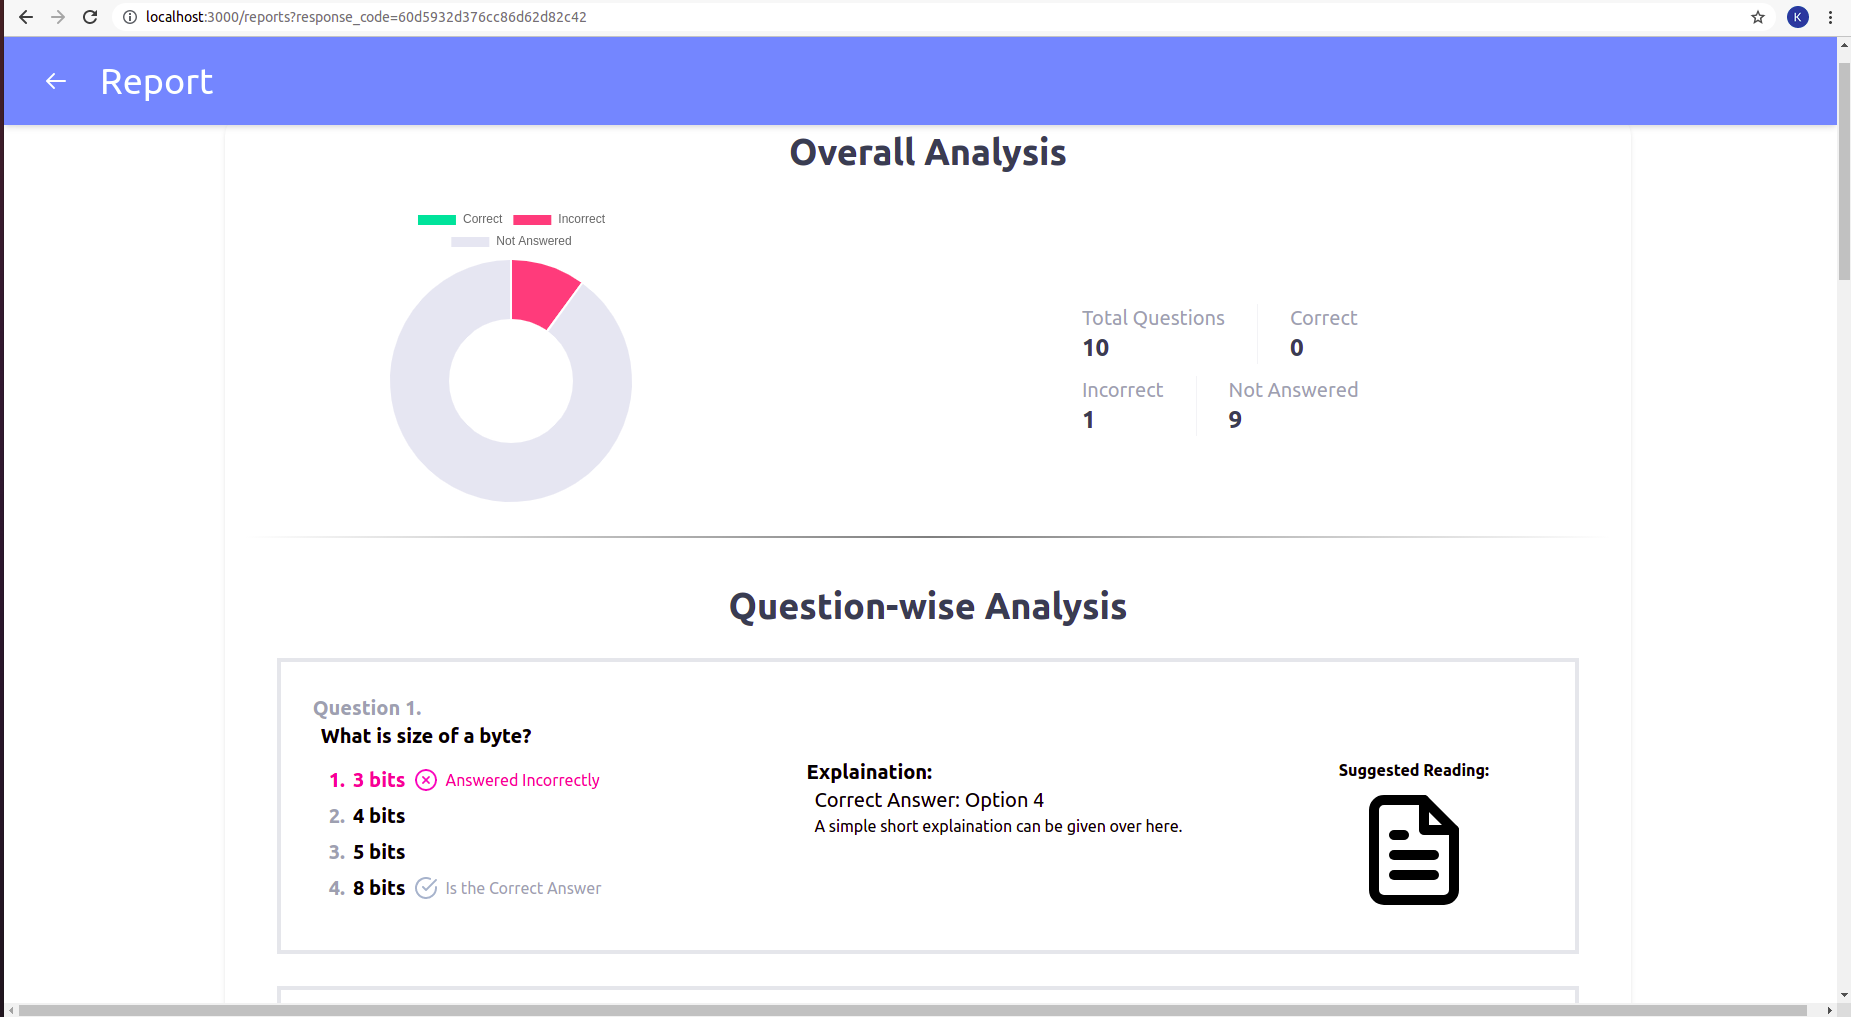 localhost:3000/reports?response_code=60d5932d376cc86d62d82c42
K
Report
Overall Analysis
Correct Incorrect
Not Answered
Total Questions Correct
10 0
Incorrect Not Answered
1 9
Question-wise Analysis
Question 1.
What is size of a byte?
1. 3 bits Answered Incorrectly
2. 4 bits
3. 5 bits
4. 8 bits Is the Correct Answer
Explaination:
Correct Answer: Option 4
A simple short explaination can be given over here.
Suggested Reading: